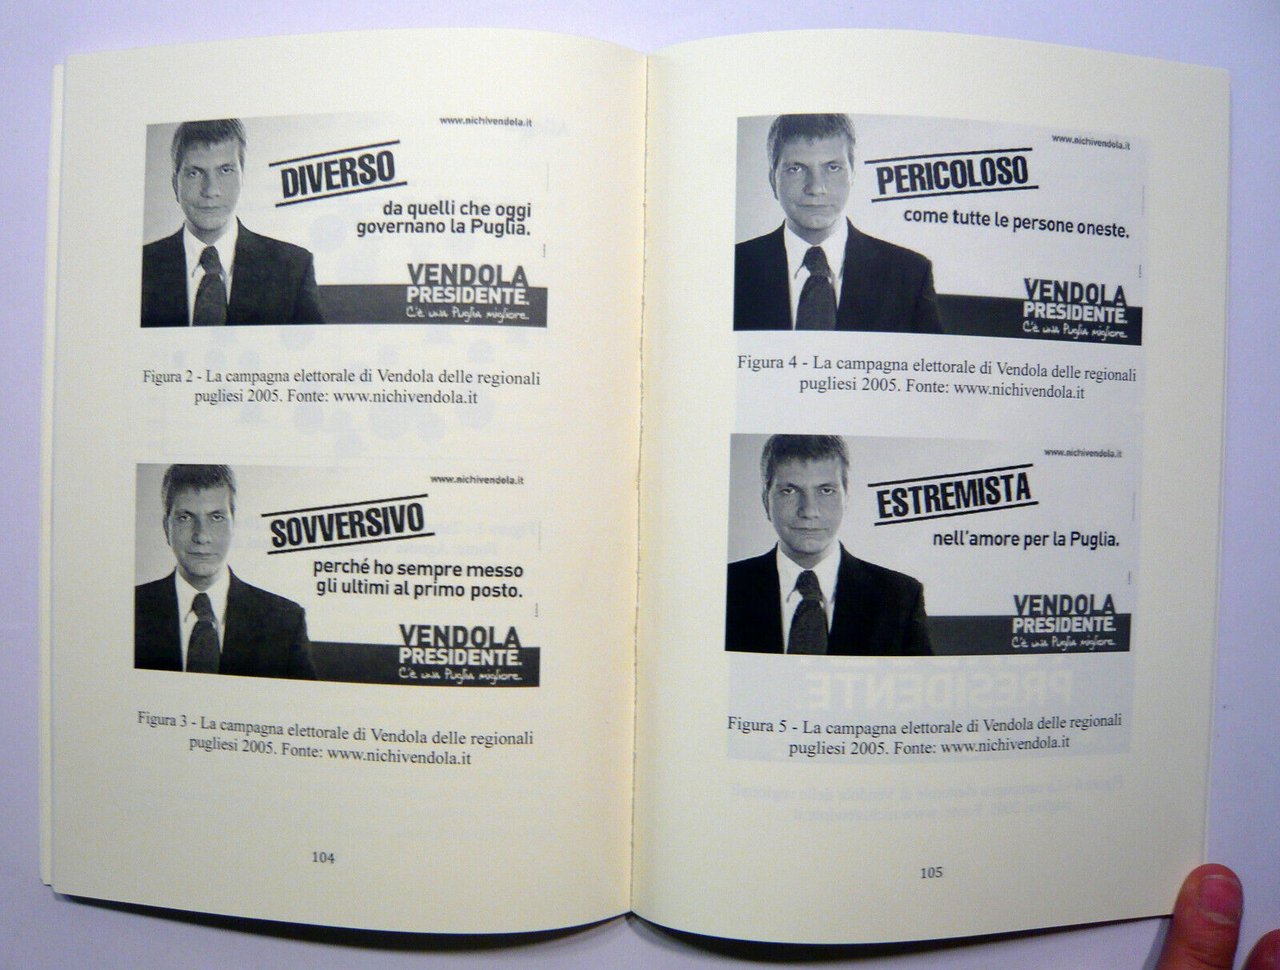 www.nichivendola.it
DIVERSO
da quelli che oggi
governano la Puglia.
VENDOLA
PRESIDENTE.
C'è una Puglia migliore.
Figura 2 - La campagna elettorale di Vendola delle regionali
pugliesi 2005. Fonte: www.nichivendola.it
www.nichivendola.it
SOVVERSIVO
perché ho sempre messo
gli ultimi al primo posto.
VENDOLA
PRESIDENTE.
C'è una Puglia migliore.
Figura 3 - La campagna elettorale di Vendola delle regionali
pugliesi 2005. Fonte: www.nichivendola.it
104
www.nichivendola.it
PERICOLOSO
come tutte le persone oneste.
VENDOLA
PRESIDENTE.
C'è una Puglia migliore.
Figura 4 - La campagna elettorale di Vendola delle regionali
pugliesi 2005. Fonte: www.nichivendola.it
www.nichivendola.it
ESTREMISTA
nell'amore per la Puglia.
VENDOLA
PRESIDENTE.
C'è una Puglia migliore.
Figura 5 - La campagna elettorale di Vendola delle regionali
pugliesi 2005. Fonte: www.nichivendola.it
105